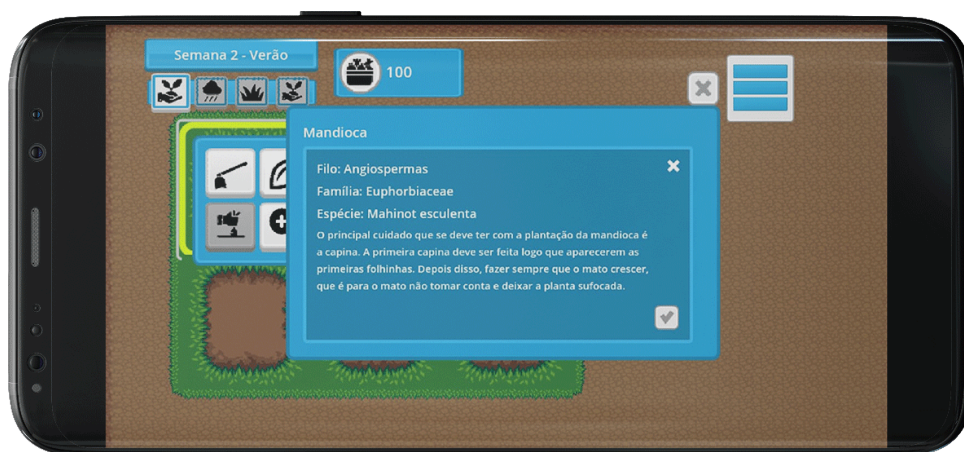 Semana 2 - Verão
100
Mandioca
Filo: Angiospermas
Família: Euphorbiaceae
Espécie: Mahinot esculenta
O principal cuidado que se deve ter com a plantação da mandioca é
a capina. A primeira capina deve ser feita logo que aparecerem as
primeiras folhinhas. Depois disso, fazer sempre que o mato crescer,
que é para o mato não tomar conta e deixar a planta sufocada.